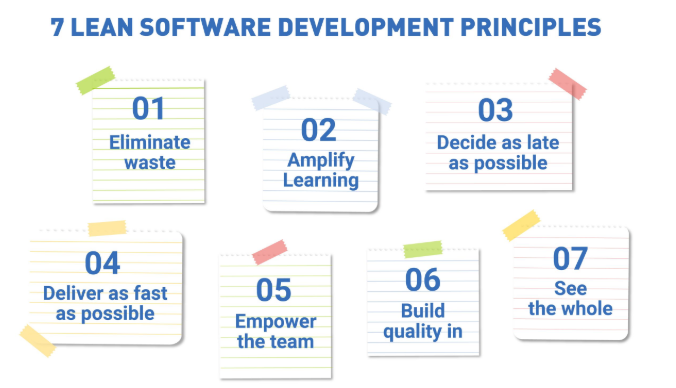 7 LEAN SOFTWARE DEVELOPMENT PRINCIPLES
01
Eliminate
waste
02
Amplify
Learning
03
Decide as late
as possible
04
Deliver as fast
as possible
05
Empower
the team
06
Build
quality in
07
See
the whole